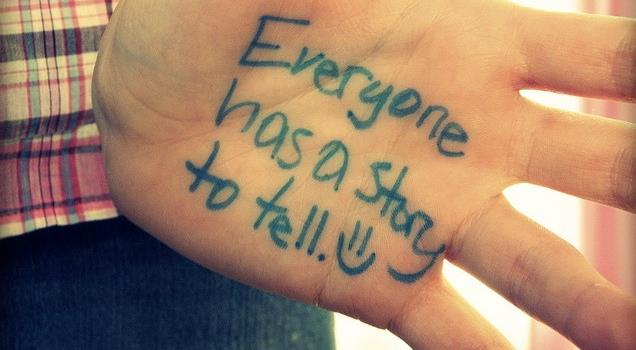 Everyone
has a story
to tell.